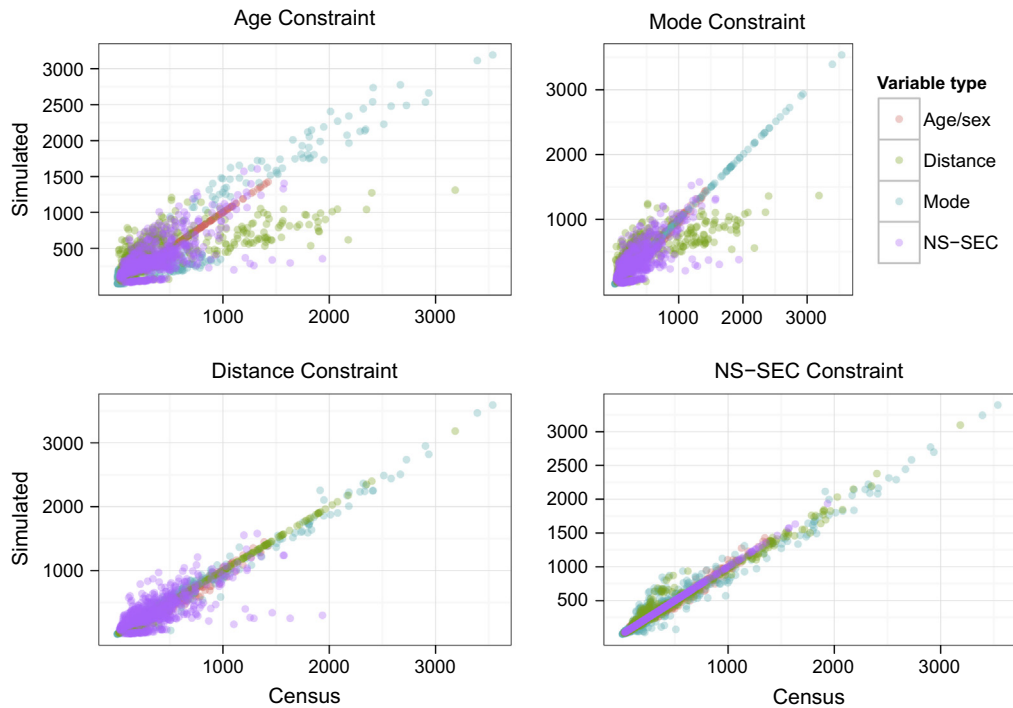 Age Constraint
Mode Constraint
Simulated
3000
2500
2000
1500
1000
500
1000 2000 3000
3000
2000
1000
1000 2000 3000
Variable type
Age/sex
Distance
Mode
NS−SEC
Distance Constraint
NS−SEC Constraint
Simulated
3000
2000
1000
1000 2000 3000
Census
3000
2500
2000
1500
1000
500
1000 2000 3000
Census